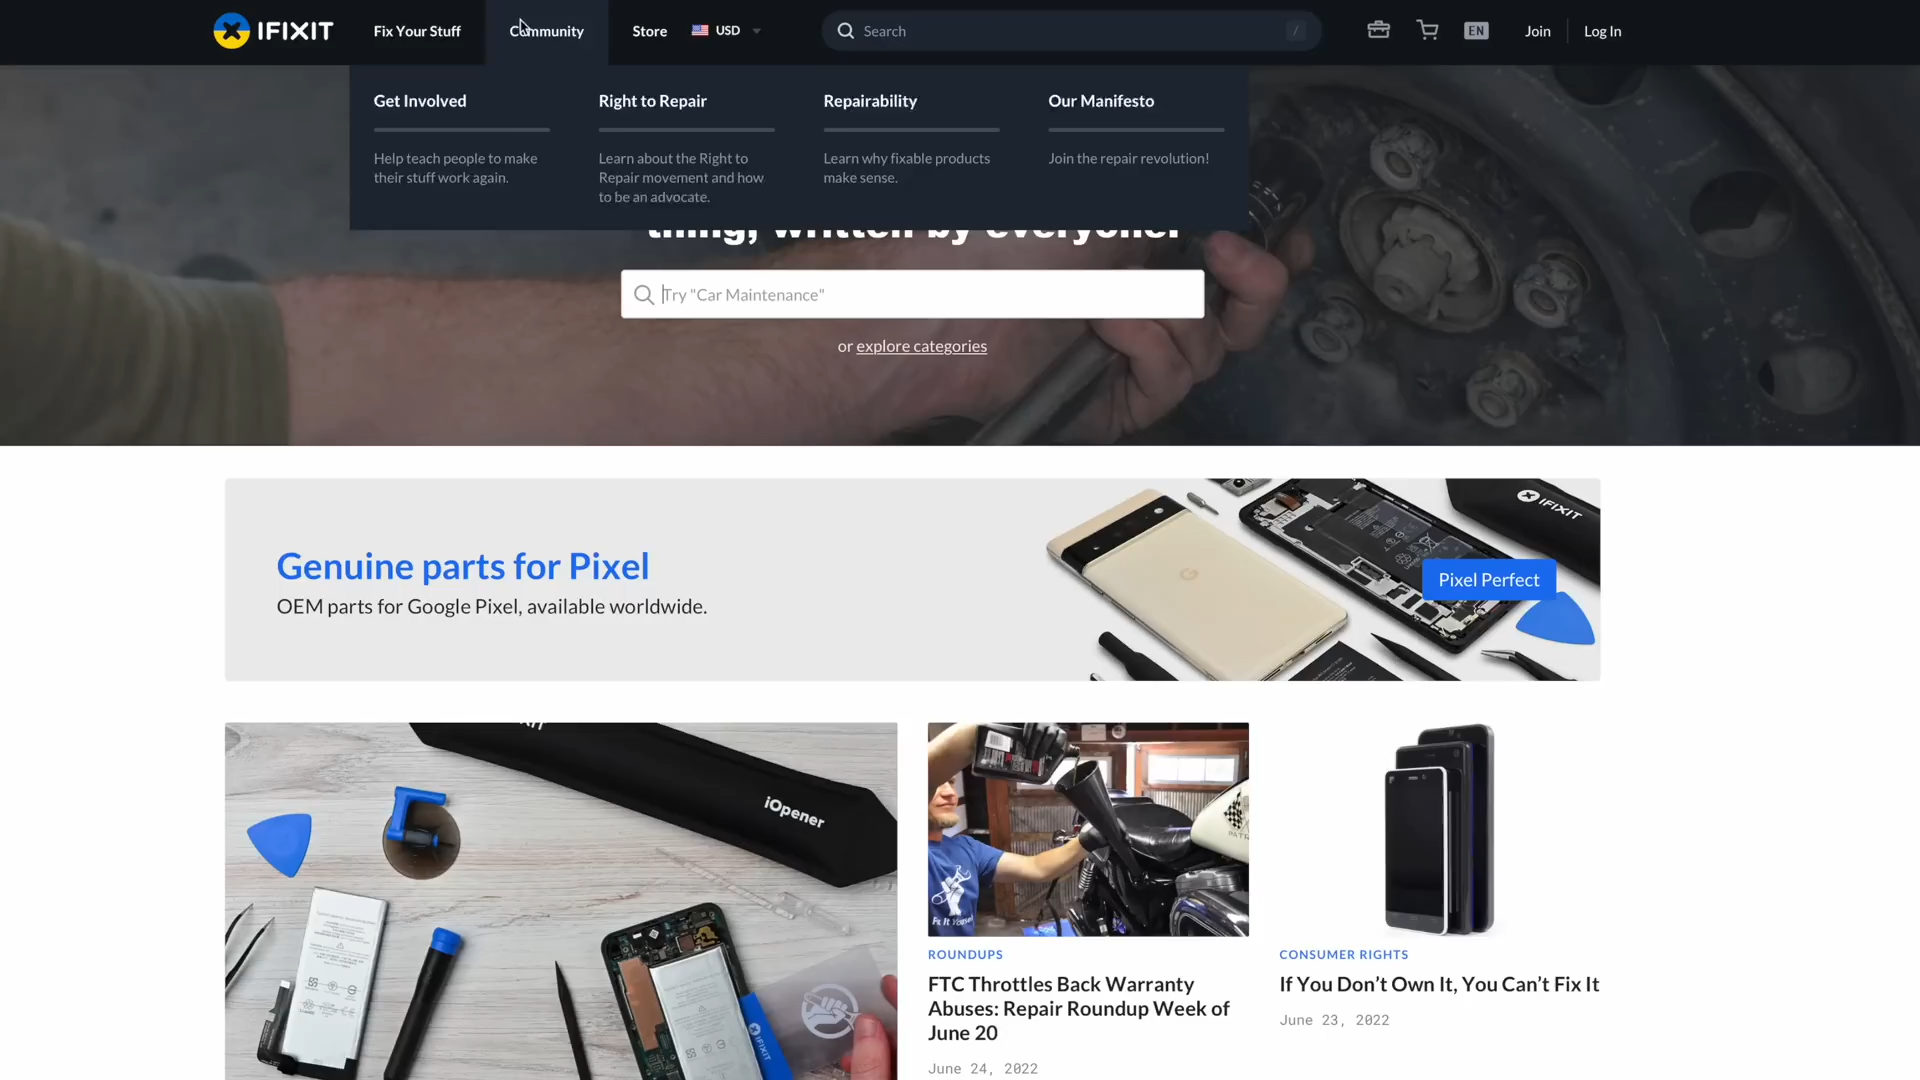 IFIXIT
Fix Your Stuff
Community
Store
USD
Search
/
EN
Join
Log In
Get Involved
Help teach people to make
their stuff work again.
Right to Repair
Learn about the Right to
Repair movement and how
to be an advocate.
Repairability
Learn why fixable products
make sense.
Our Manifesto
Join the repair revolution!
thing, written by everyone.
Try "Car Maintenance"
or explore categories
Genuine parts for Pixel
OEM parts for Google Pixel, available worldwide.
IFIXIT
Pixel Perfect
iOpener
IFIXIT
Fix It Yourself
ROUNDUPS
FTC Throttles Back Warranty
Abuses: Repair Roundup Week of
June 20
June 24, 2022
CONSUMER RIGHTS
If You Don’t Own It, You Can’t Fix It
June 23, 2022